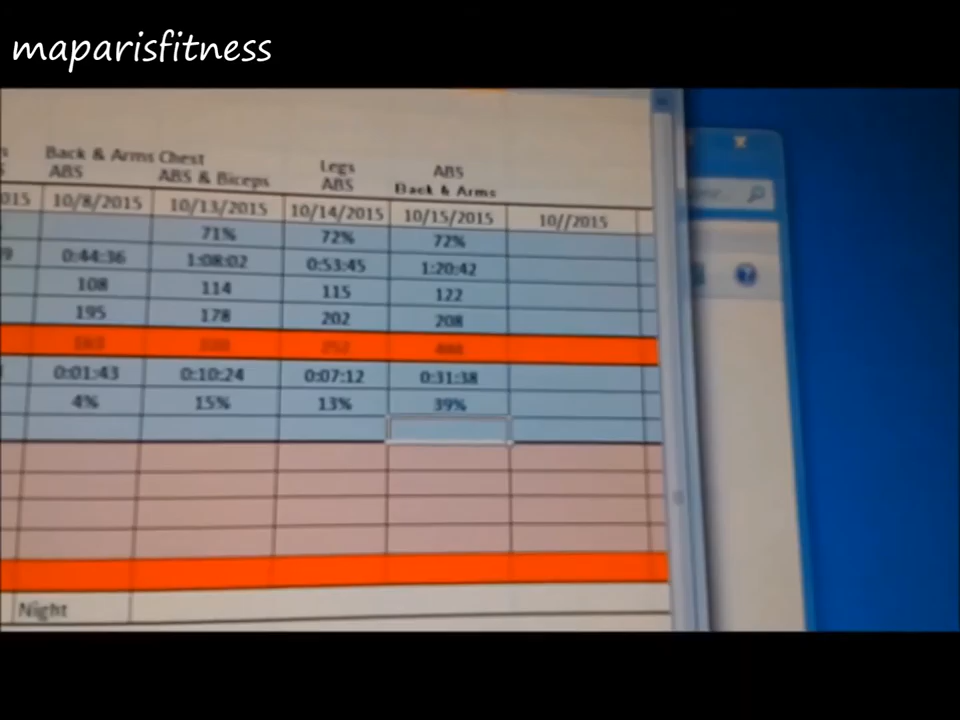 maparisfitness
Back & Arms Chest Legs ABS
ABS ABS & Biceps ABS Back & Arms
015 10/8/2015 10/13/2015 10/14/2015 10/15/2015 10//2015
71% 72% 72%
0:44:36 1:08:02 0:53:45 1:20:42
108 114 115 122
195 178 202 208
0:01:43 0:10:24 0:07:12 0:31:38
4% 15% 13% 39%
Night